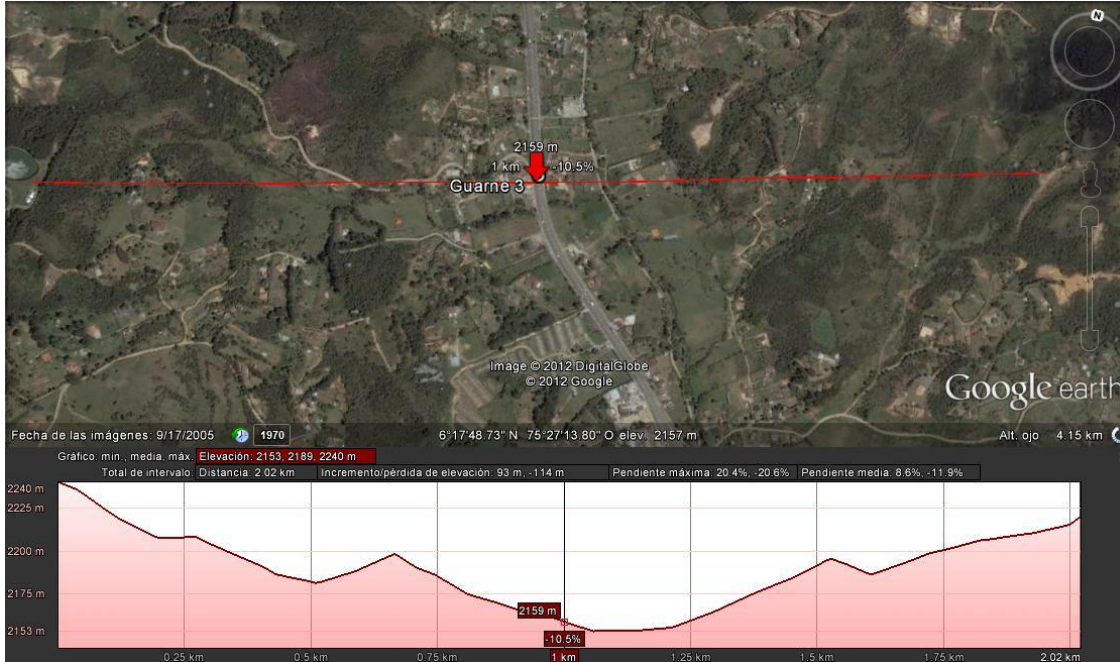 N
2159 m
1 km -10.5%
Guarne 3
Image © 2012 DigitalGlobe
© 2012 Google
Google earth
Fecha de las imágenes: 9/17/2005 1970 6°17'48.73" N 75°27'13.80" O elev. 2157 m Alt. ojo 4.15 km
Gráfico: min., media, máx. Elevación: 2153, 2189, 2240 m
Total de intervalo: Distancia: 2.02 km Incremento/pérdida de elevación: 93 m, -114 m Pendiente máxima: 20.4%, -20.6% Pendiente media: 8.6%, -11.9%
2240 m
2225 m
2200 m
2175 m
2159 m
2153 m
-10.5%
0.25 km 0.5 km 0.75 km 1 km 1.25 km 1.5 km 1.75 km 2.02 km